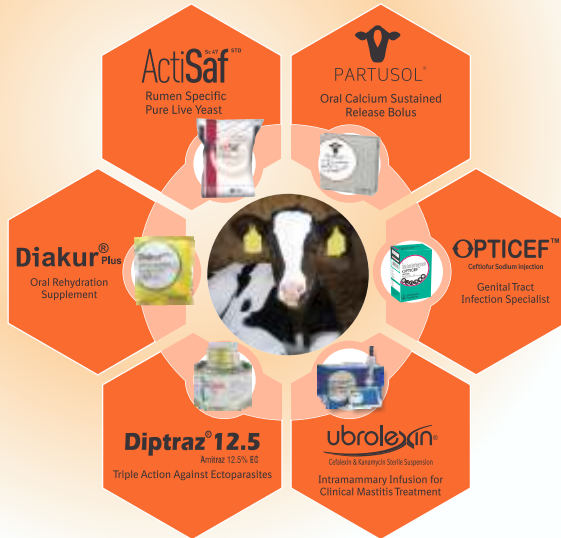 ActiSaf Sc 47 STD
Rumen Specific
Pure Live Yeast
PARTUSOL®
Oral Calcium Sustained
Release Bolus
Diakur® Plus
Oral Rehydration
Supplement
Diakur
OPTICEF™
Ceftiofur Sodium Injection
Genital Tract
Infection Specialist
OPTICEF
Diptraz® 12.5
Amitraz 12.5% EC
Triple Action Against Ectoparasites
ubrolexin®
Cefalexin & Kanamycin Sterile Suspension
Intramammary Infusion for
Clinical Mastitis Treatment